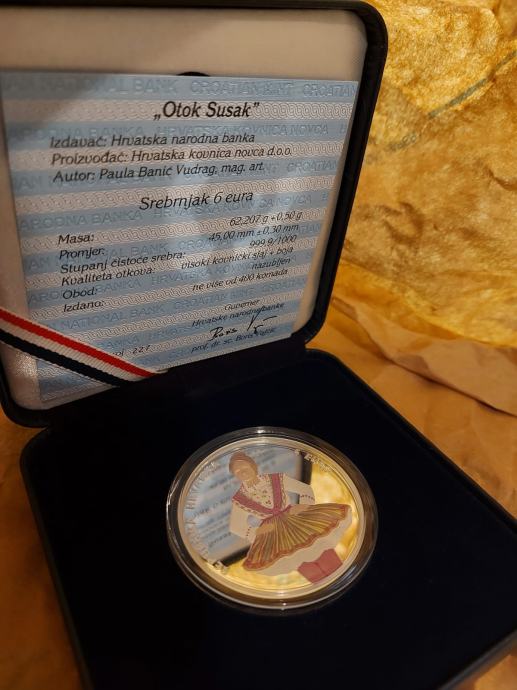 „Otok Susak”
Izdavač: Hrvatska narodna banka
Proizvođač: Hrvatska kovnica novca d.o.o.
Autor: Paula Banić Vudrag, mag. art.
Srebrnjak 6 eura
Masa: 62,207 g +0,50 g
Promjer: 45,00 mm ±0,30 mm
Stupanj čistoće srebra: 999,9/1000
Kvaliteta otkova: visoki kovnički sjaj + boja
Obod: nazubljen
Izdano: ne više od 400 komada
Guverner
Hrvatske narodne banke
227
prof. dr. sc. Boris